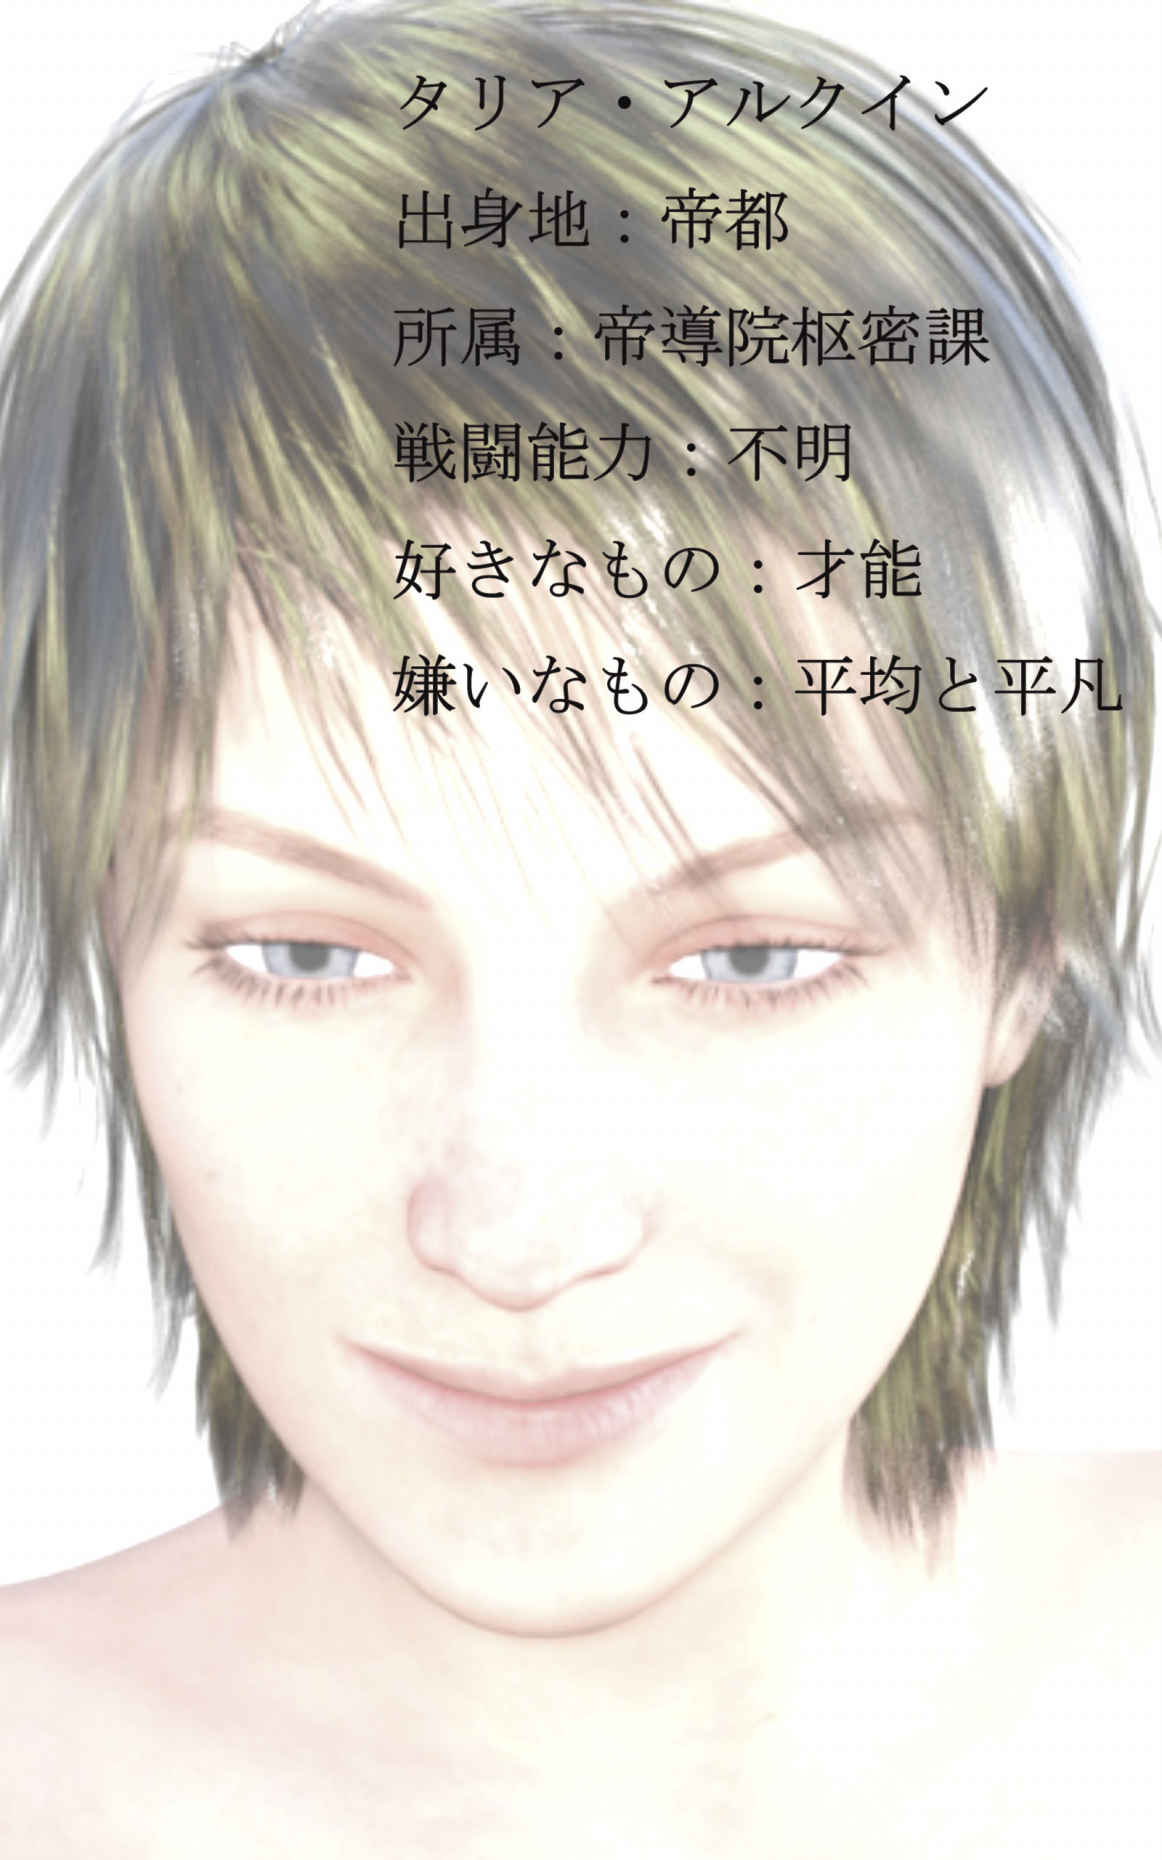 タリア・アルクイン
出身地：帝都
所属：帝導院枢密課
戦闘能力：不明
好きなもの：才能
嫌いなもの：平均と平凡